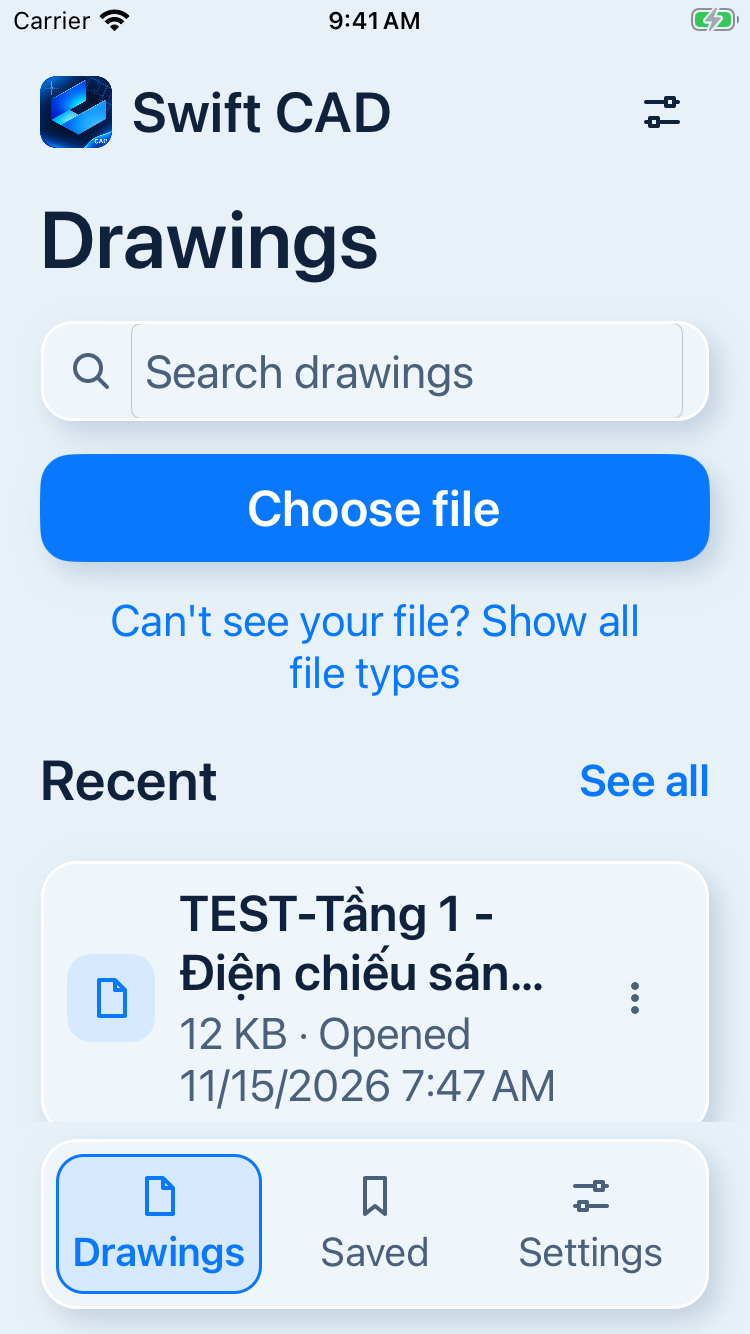 Carrier 9:41 AM
CAD
Swift CAD
Drawings
Search drawings
Choose file
Can't see your file? Show all
file types
Recent See all
TEST-Tầng 1 -
Điện chiếu sán...
12 KB · Opened
11/15/2026 7:47 AM
Drawings Saved Settings